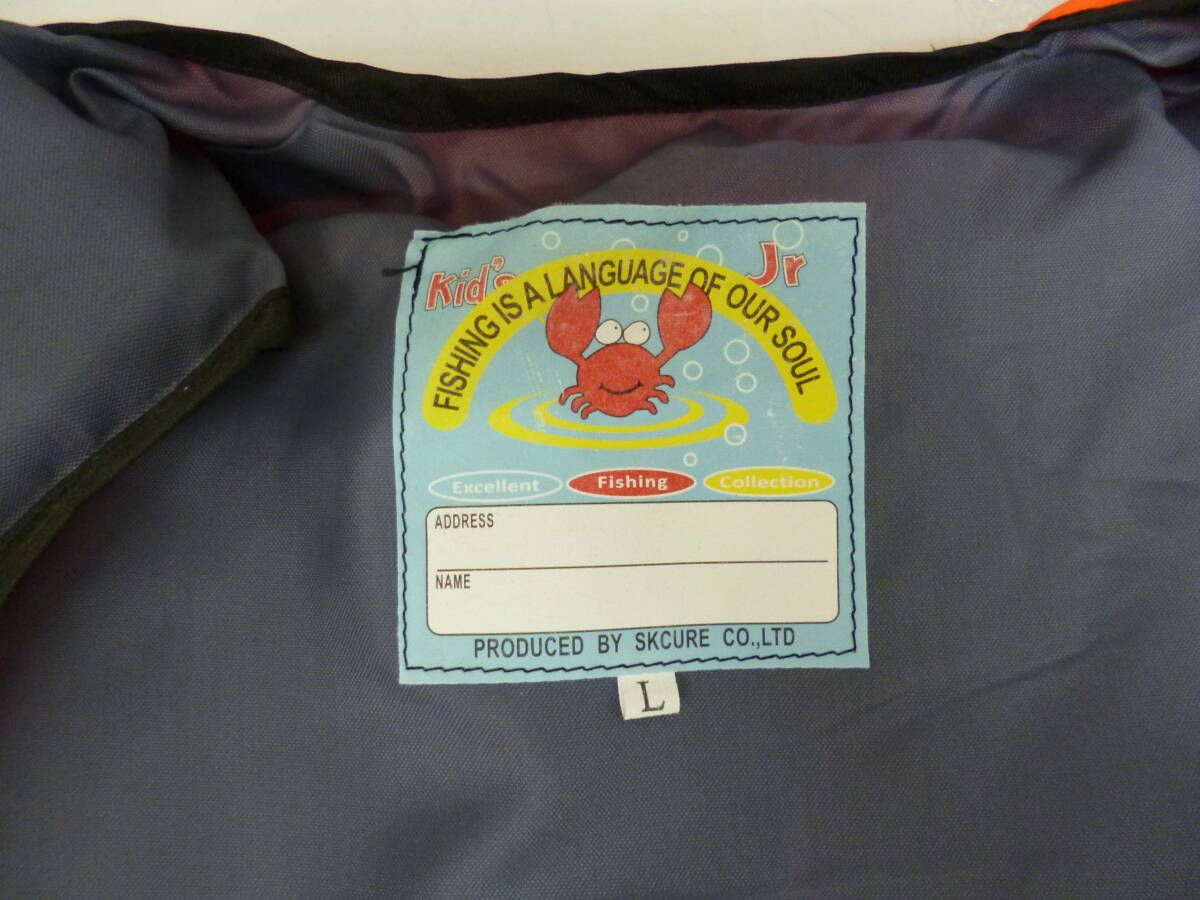 Kid's Jr
FISHING IS A LANGUAGE OF OUR SOUL
Excellent Fishing Collection
ADDRESS
NAME
PRODUCED BY SKCURE CO.,LTD
L